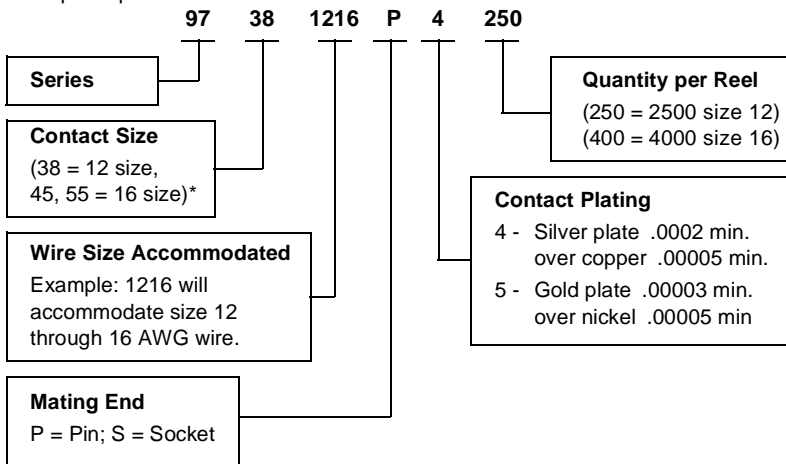 97 38 1216 P 4 250
Series
Contact Size
(38 = 12 size,
45, 55 = 16 size)*
Wire Size Accommodated
Example: 1216 will
accommodate size 12
through 16 AWG wire.
Mating End
P = Pin; S = Socket
Quantity per Reel
(250 = 2500 size 12)
(400 = 4000 size 16)
Contact Plating
4 - Silver plate .0002 min.
over copper .00005 min.
5 - Gold plate .00003 min.
over nickel .00005 min